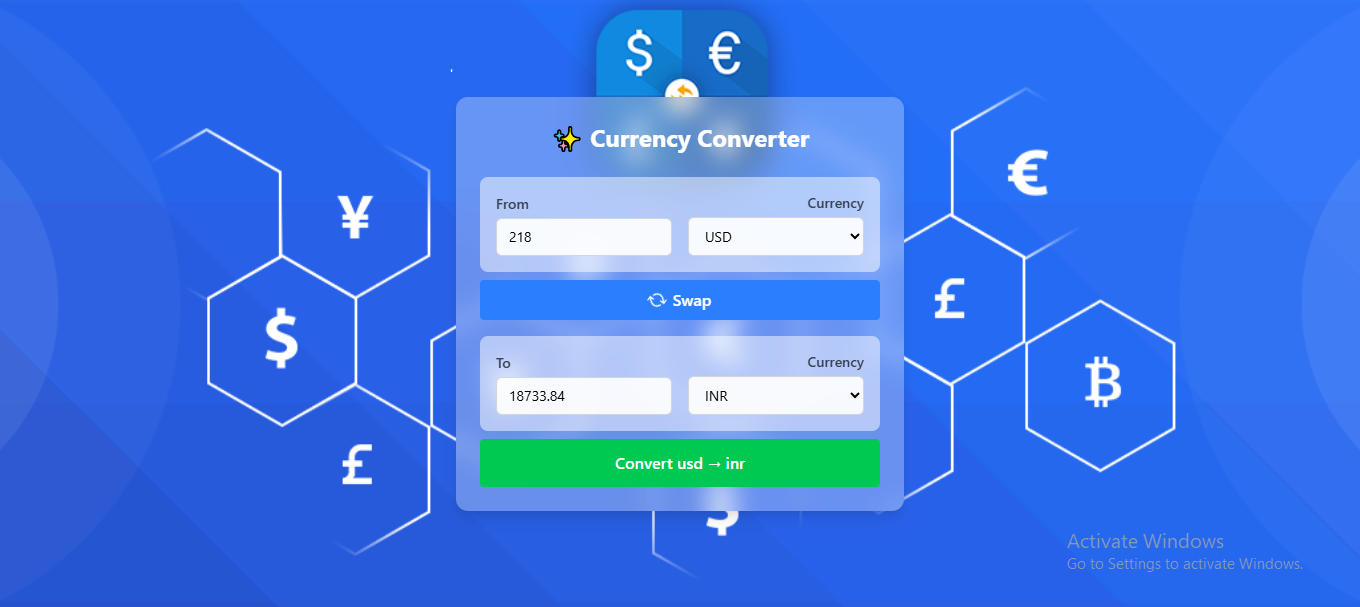 $ €
✨ Currency Converter
From Currency
218 USD
Swap
To Currency
18733.84 INR
Convert usd → inr
¥
$
£
€
£
₿
$
Activate Windows
Go to Settings to activate Windows.